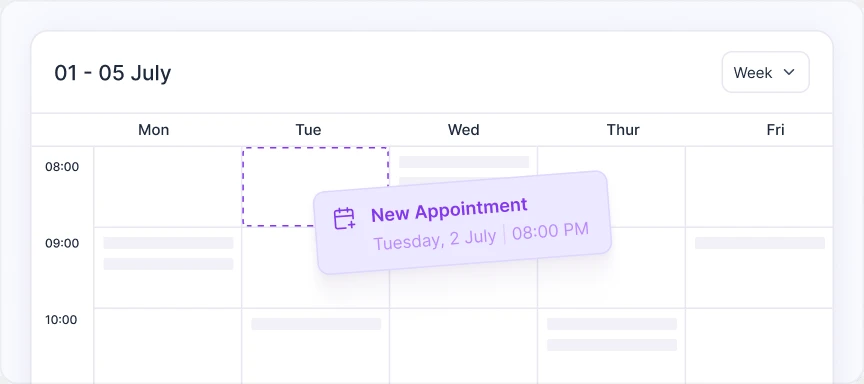 01 - 05 July
Week
Mon Tue Wed Thur Fri
08:00
New Appointment
Tuesday, 2 July | 08:00 PM
09:00
10:00